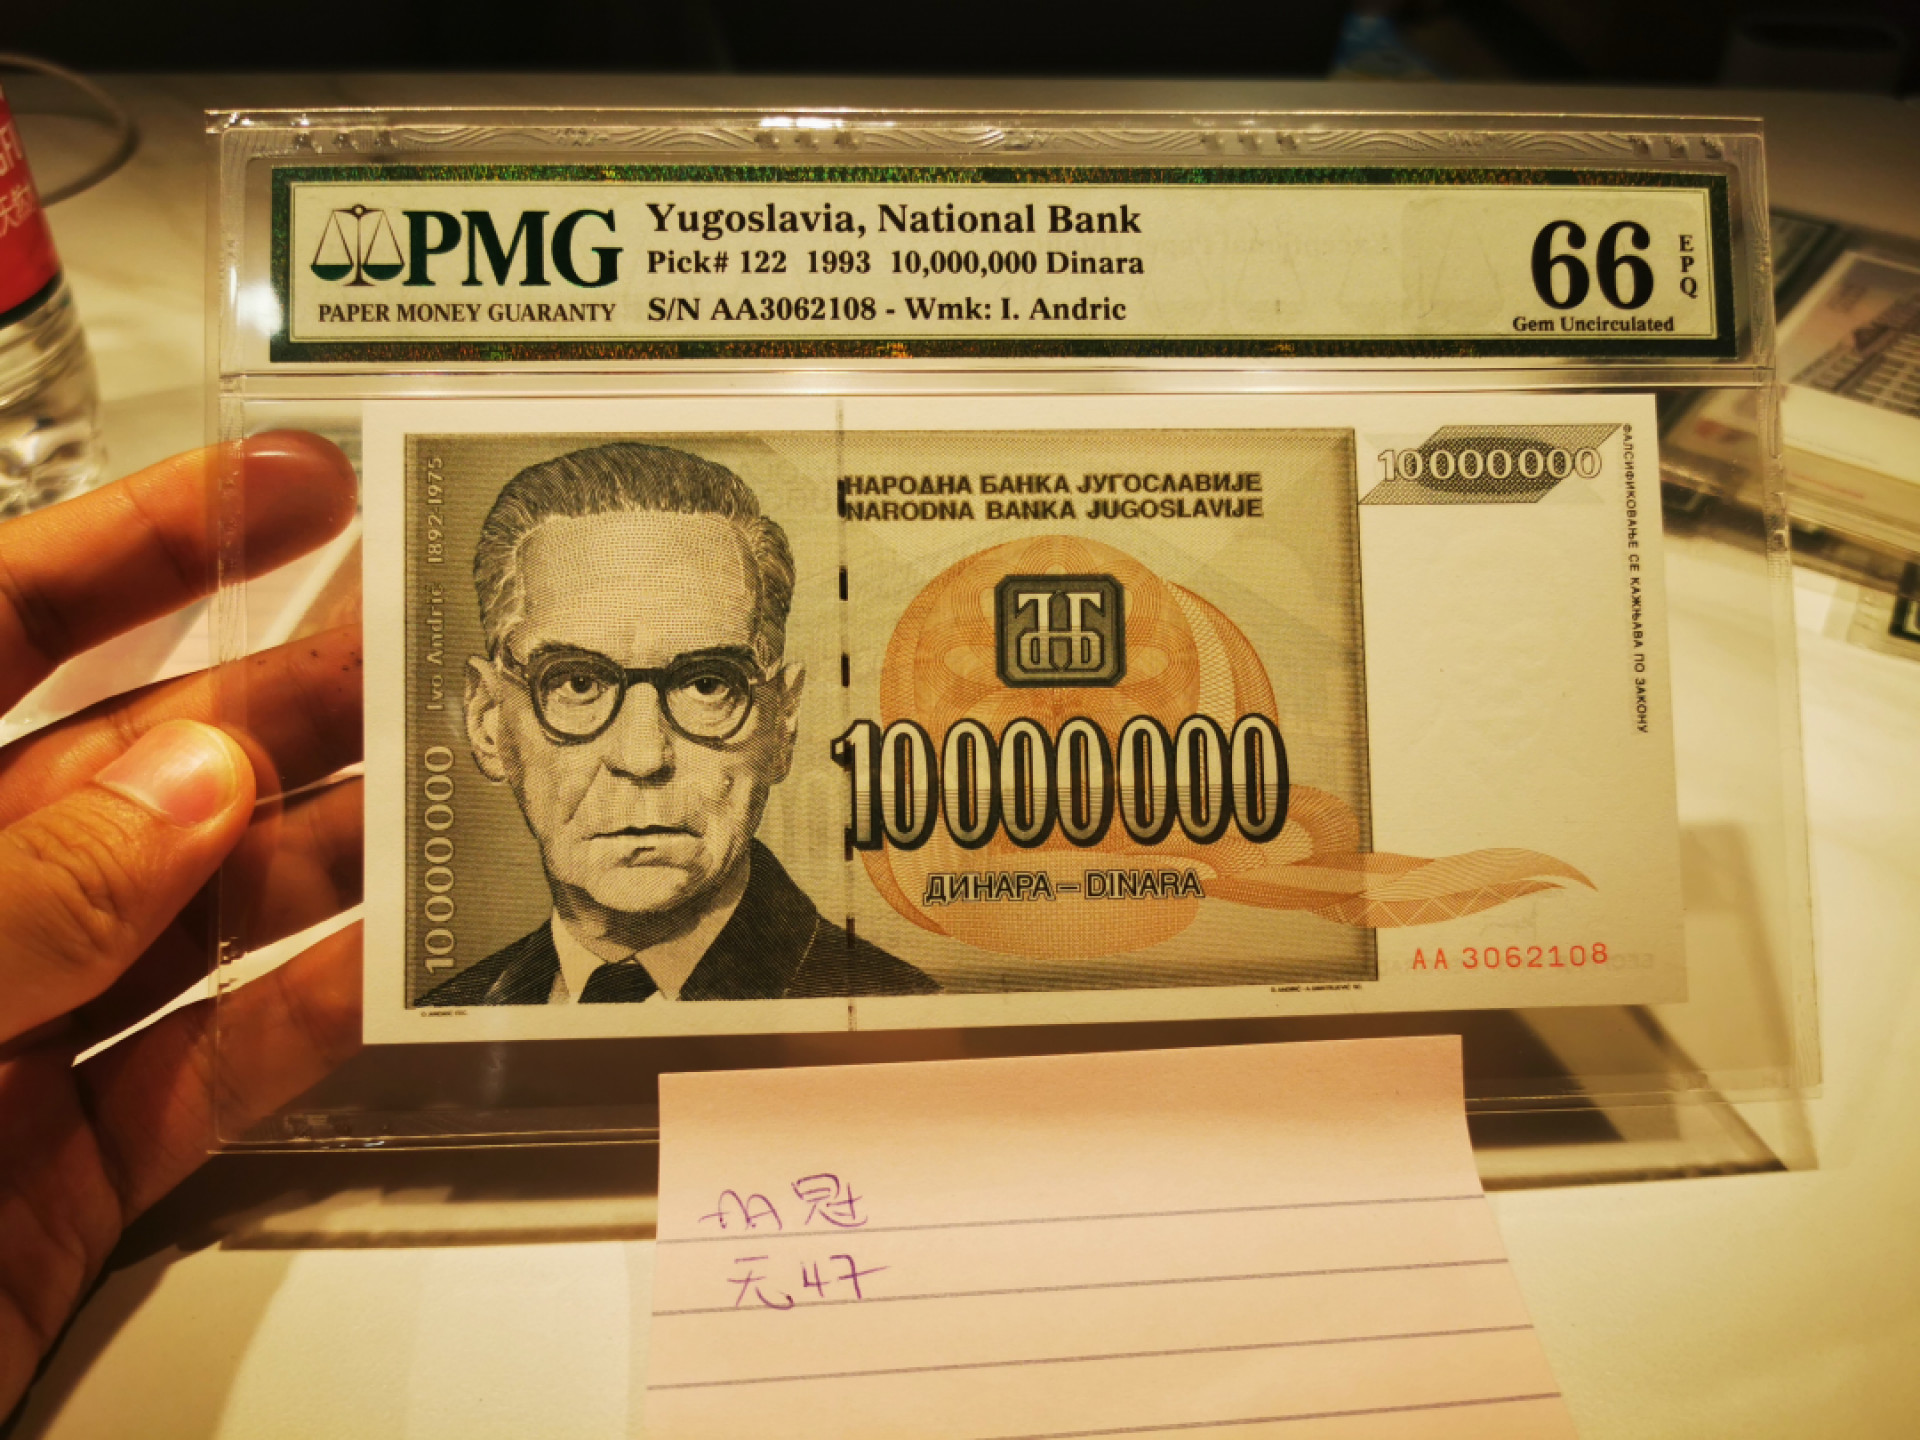 PMG
PAPER MONEY GUARANTY
Yugoslavia, National Bank
Pick# 122 1993 10,000,000 Dinara
S/N AA3062108 - Wmk: I. Andric
66
EPQ
Gem Uncirculated
Ivo Andrić 1892-1975
10000000
НАРОДНА БАНКА ЈУГОСЛАВИЈЕ
NARODNA BANKA JUGOSLAVIJE
10000000
ДИНАРА – DINARA
10000000
ФАЛСИФИКОВАЊЕ СЕ КАЖЊАВА ПО ЗАКОНУ
AA 3062108
AA冠
无47